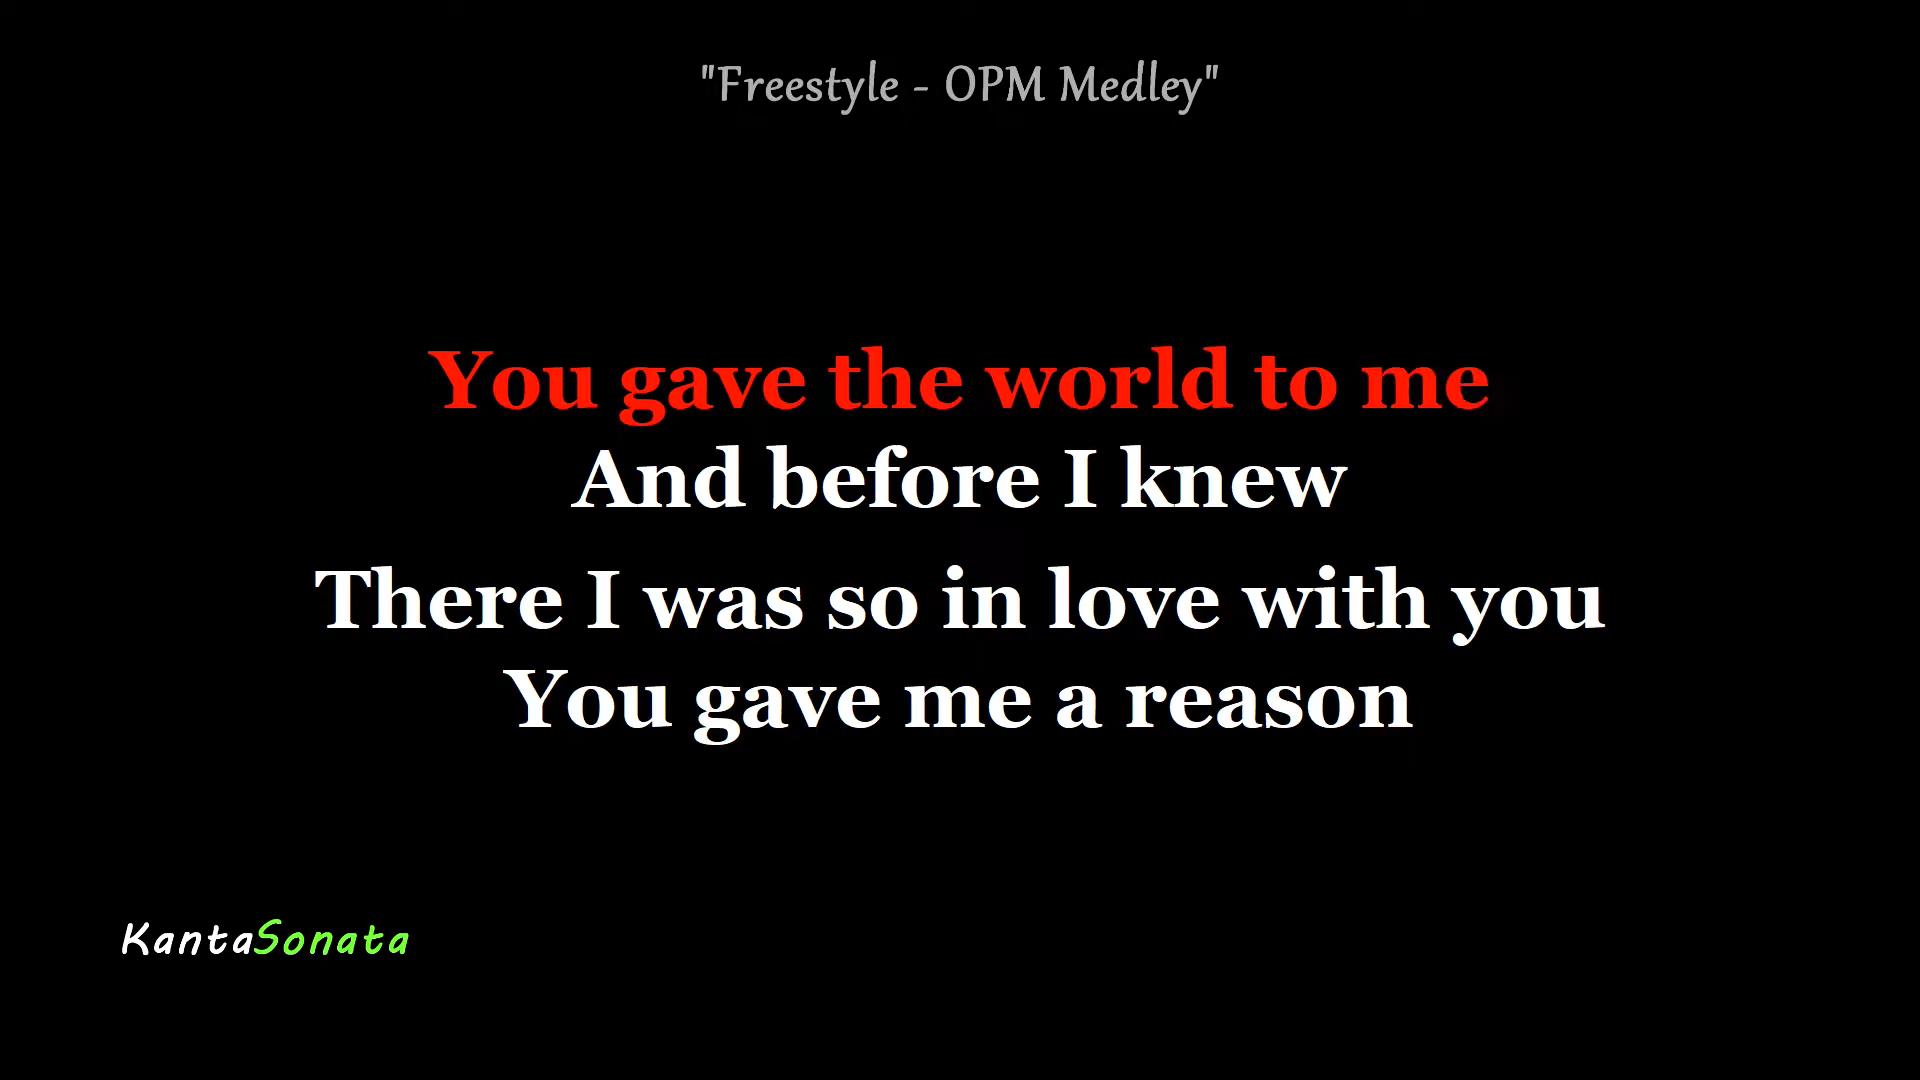 "Freestyle - OPM Medley"
You gave the world to me
And before I knew
There I was so in love with you
You gave me a reason
KantaSonata